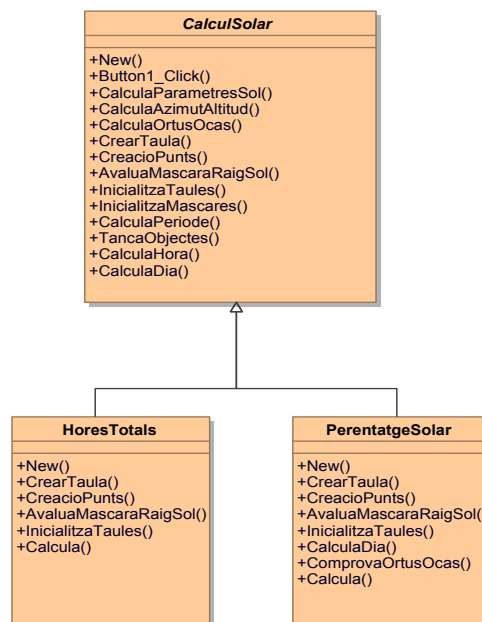 CalculSolar
+New()
+Button1_Click()
+CalculaParametresSol()
+CalculaAzimutAltitud()
+CalculaOrtusOcas()
+CrearTaula()
+CreacioPunts()
+AvaluaMascaraRaigSol()
+InicialitzaTaules()
+InicialitzaMascares()
+CalculaPeriode()
+TancaObjectes()
+CalculaHora()
+CalculaDia()
HoresTotals
+New()
+CrearTaula()
+CreacioPunts()
+AvaluaMascaraRaigSol()
+InicialitzaTaules()
+Calcula()
PerentatgeSolar
+New()
+CrearTaula()
+CreacioPunts()
+AvaluaMascaraRaigSol(
+InicialitzaTaules()
+CalculaDia()
+ComprovaOrtusOcas()
+Calcula()